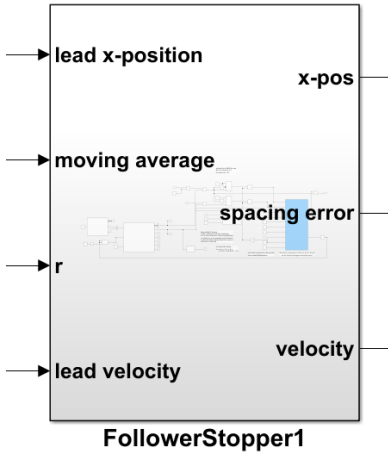 lead x-position
x-pos
moving average
spacing error
r
velocity
lead velocity
FollowerStopper1